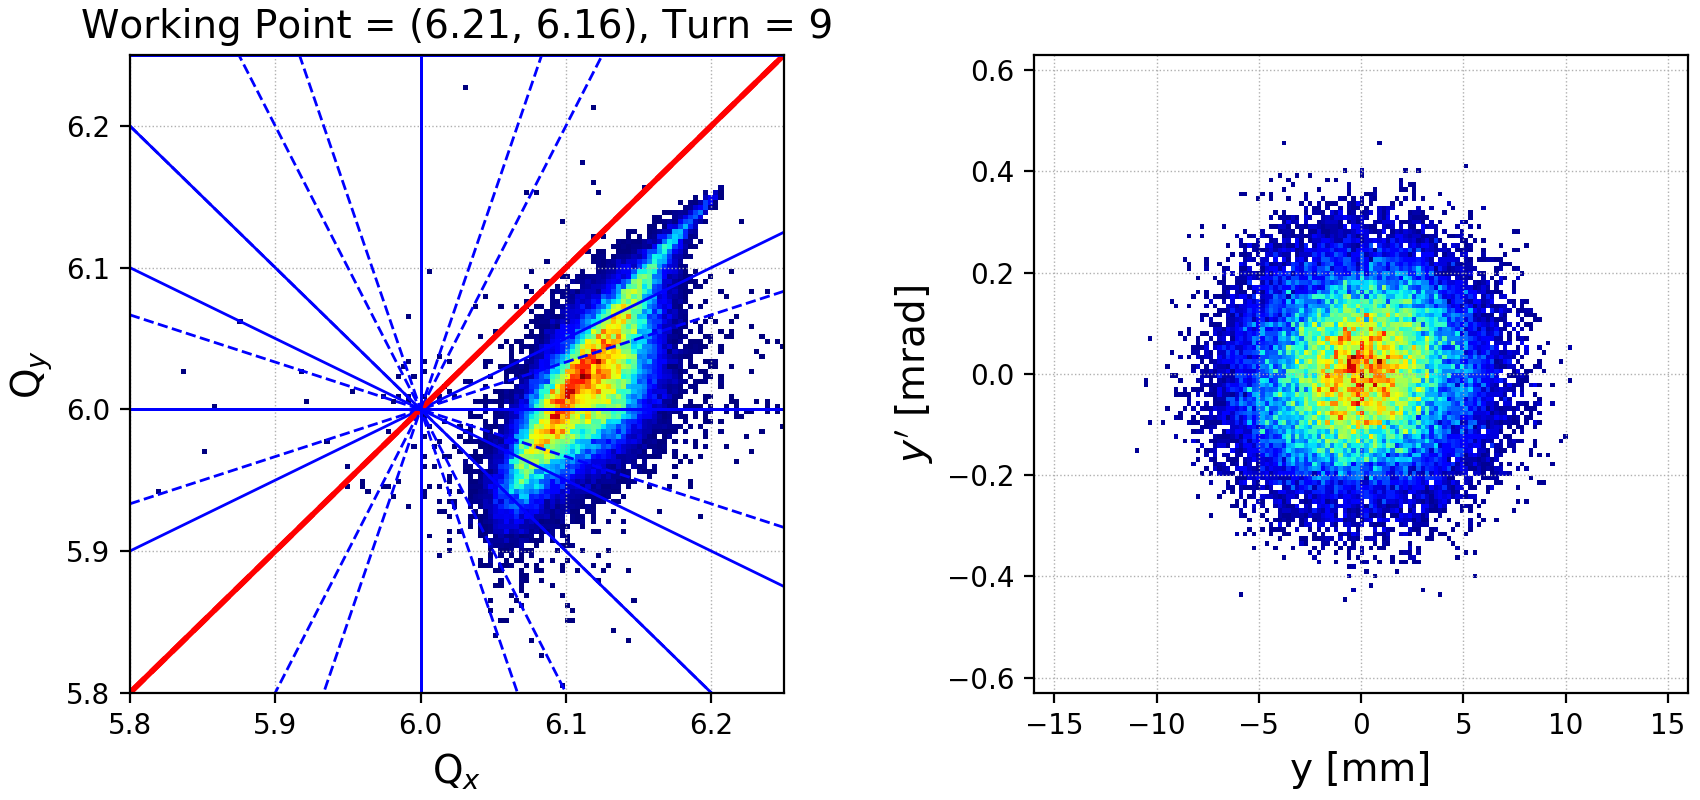 Working Point = (6.21, 6.16), Turn = 9
6.2
6.1
6.0
5.9
5.8
Qy
5.8 5.9 6.0 6.1 6.2
Qx
0.6
0.4
0.2
0.0
−0.2
−0.4
−0.6
y′ [mrad]
−15 −10 −5 0 5 10 15
y [mm]